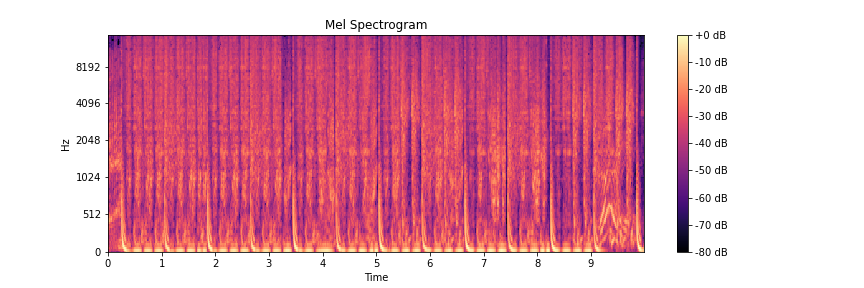 Mel Spectrogram
+0 dB
8192
-10 dB
4096
-20 dB
-30 dB
2048
Hz
-40 dB
1024
-50 dB
512
-60 dB
-70 dB
0
-80 dB
0 1 2 3 4 5 6 7 8 9
Time